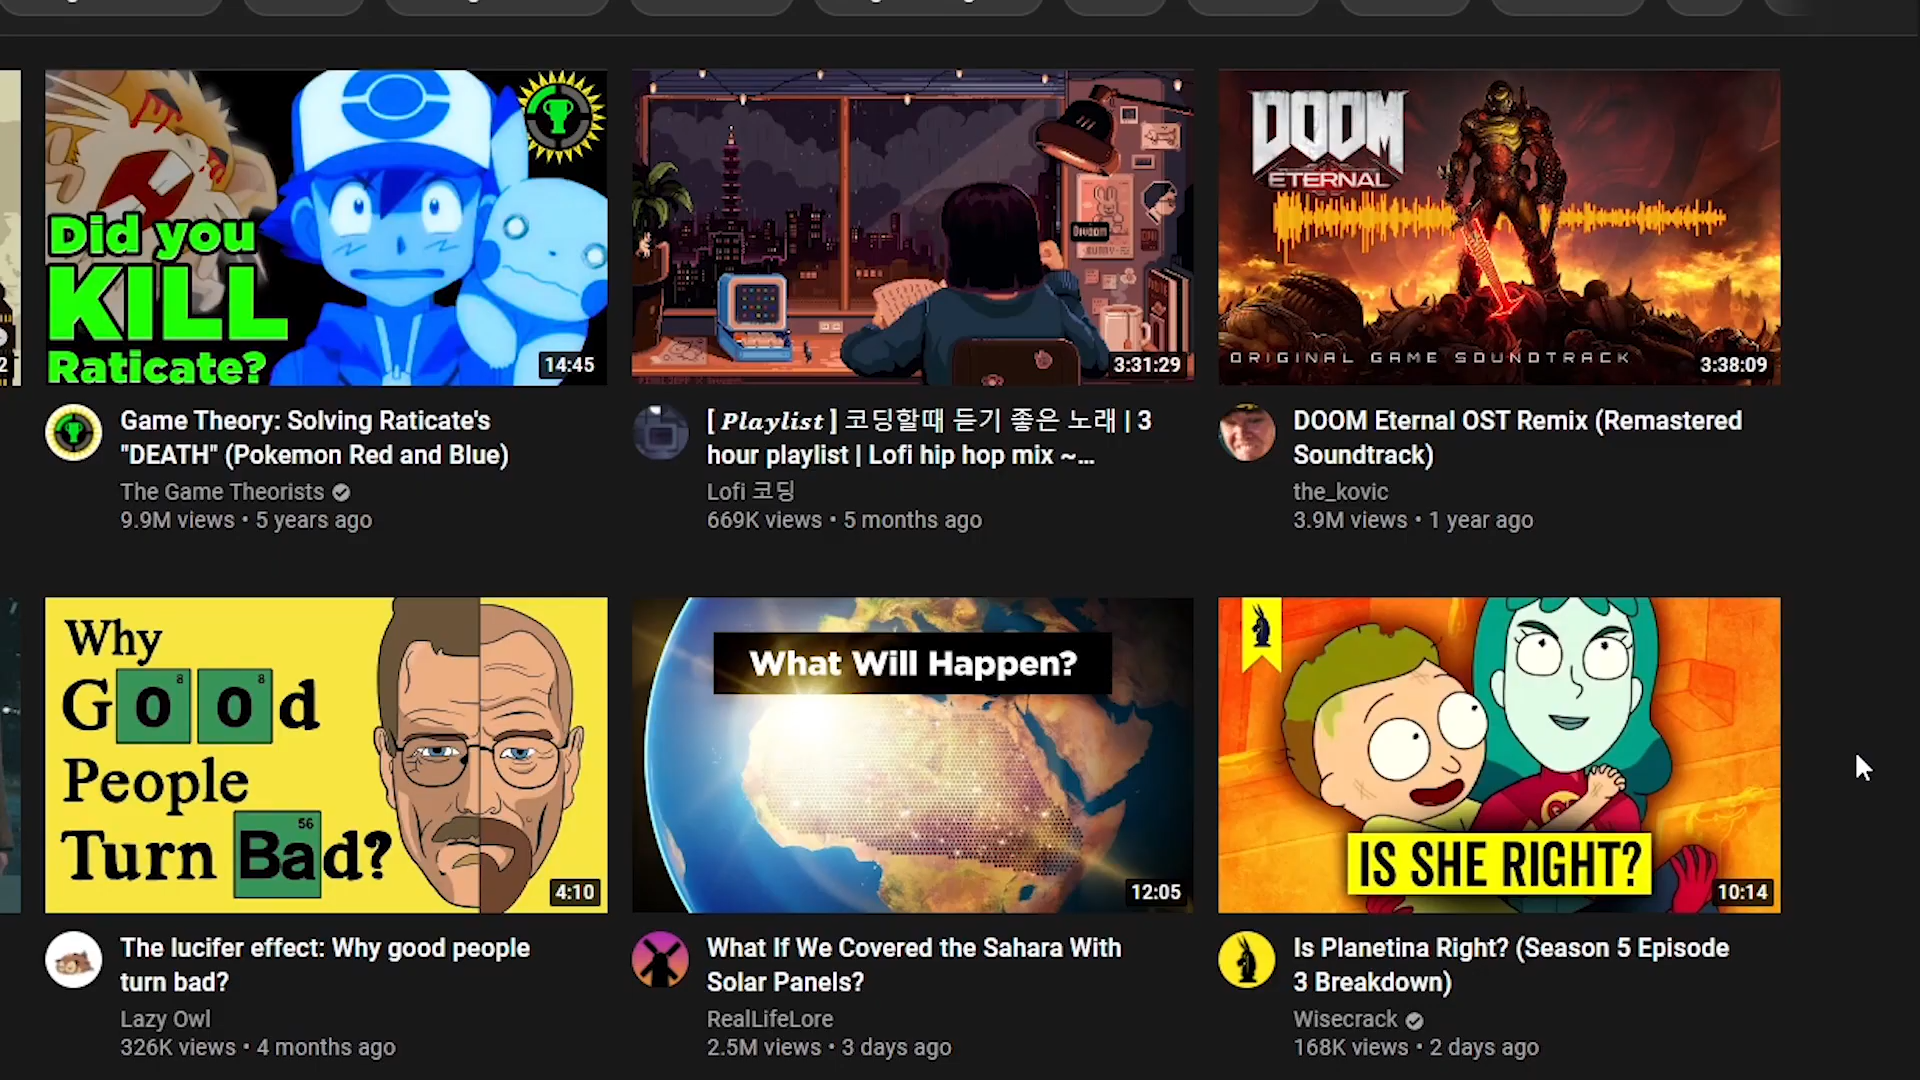 Did you
KILL
Raticate?
14:45
Game Theory: Solving Raticate's
"DEATH" (Pokemon Red and Blue)
The Game Theorists
9.9M views • 5 years ago
Divoom
3:31:29
[ Playlist ] 코딩할때 듣기 좋은 노래 | 3
hour playlist | Lofi hip hop mix ~...
Lofi 코딩
669K views • 5 months ago
DOOM
ETERNAL
ORIGINAL GAME SOUNDTRACK
3:38:09
DOOM Eternal OST Remix (Remastered
Soundtrack)
the_kovic
3.9M views • 1 year ago
Why
Good
8
8
People
Turn Bad?
56
4:10
The lucifer effect: Why good people
turn bad?
Lazy Owl
326K views • 4 months ago
What Will Happen?
12:05
What If We Covered the Sahara With
Solar Panels?
RealLifeLore
2.5M views • 3 days ago
IS SHE RIGHT?
10:14
Is Planetina Right? (Season 5 Episode
3 Breakdown)
Wisecrack
168K views • 2 days ago